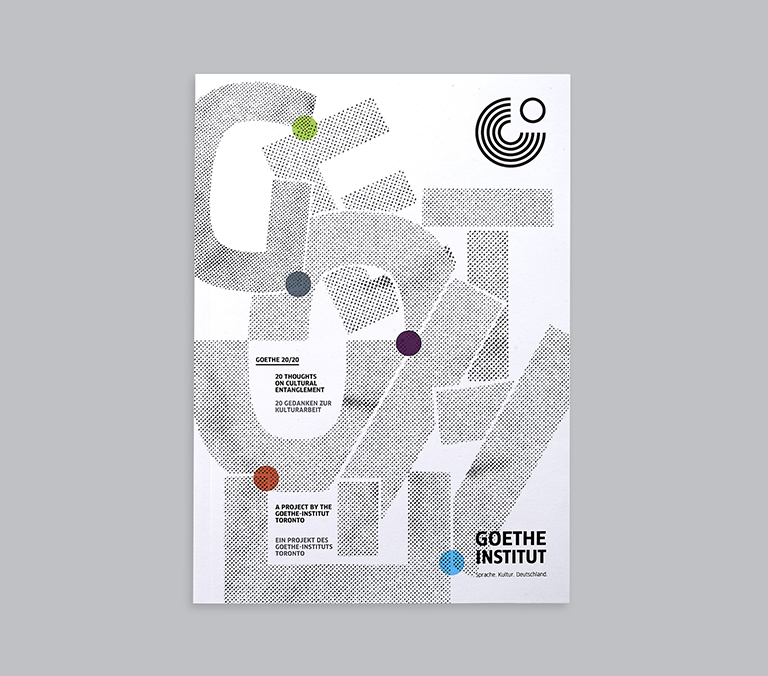 GOETHE 20/20
20 THOUGHTS
ON CULTURAL
ENTANGLEMENT
20 GEDANKEN ZUR
KULTURARBEIT
A PROJECT BY THE
GOETHE-INSTITUT
TORONTO
EIN PROJEKT DES
GOETHE-INSTITUTS
TORONTO
GOETHE
INSTITUT
Sprache. Kultur. Deutschland.